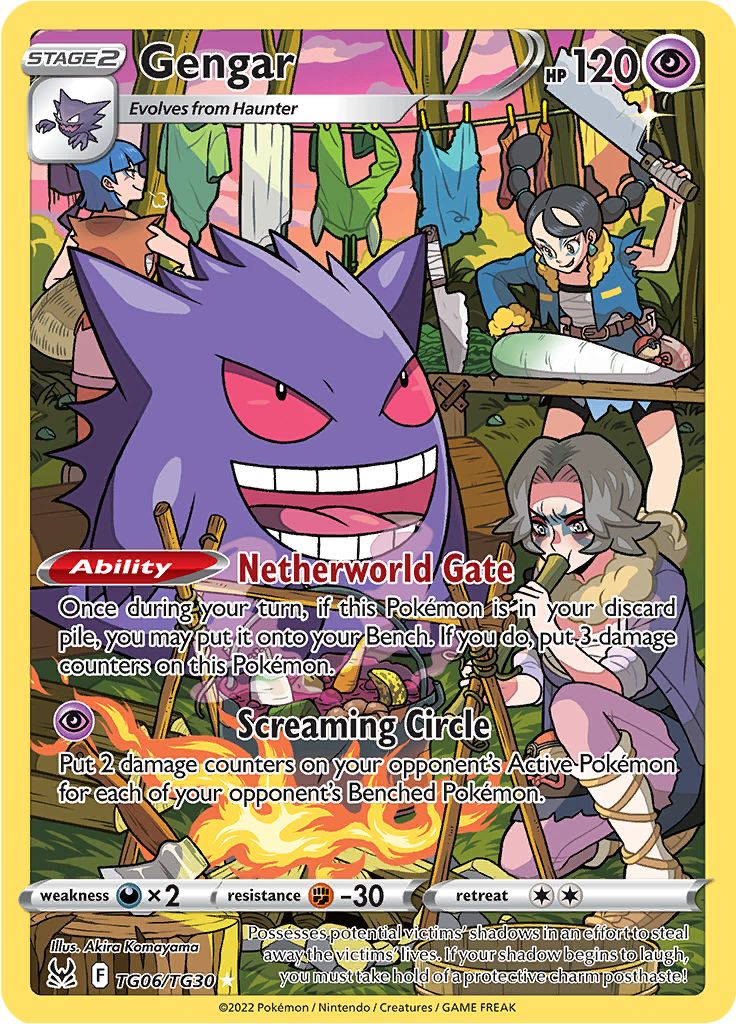 STAGE 2
Gengar
HP 120
Evolves from Haunter
Ability Netherworld Gate
Once during your turn, if this Pokémon is in your discard
pile, you may put it onto your Bench. If you do, put 3 damage
counters on this Pokémon.
Screaming Circle
Put 2 damage counters on your opponent's Active Pokémon
for each of your opponent's Benched Pokémon.
weakness ×2 resistance -30 retreat
Illus. Akira Komayama
Possesses potential victims' shadows in an effort to steal
away the victims' lives. If your shadow begins to laugh,
you must take hold of a protective charm posthaste!
F TG06/TG30
©2022 Pokémon / Nintendo / Creatures / GAME FREAK